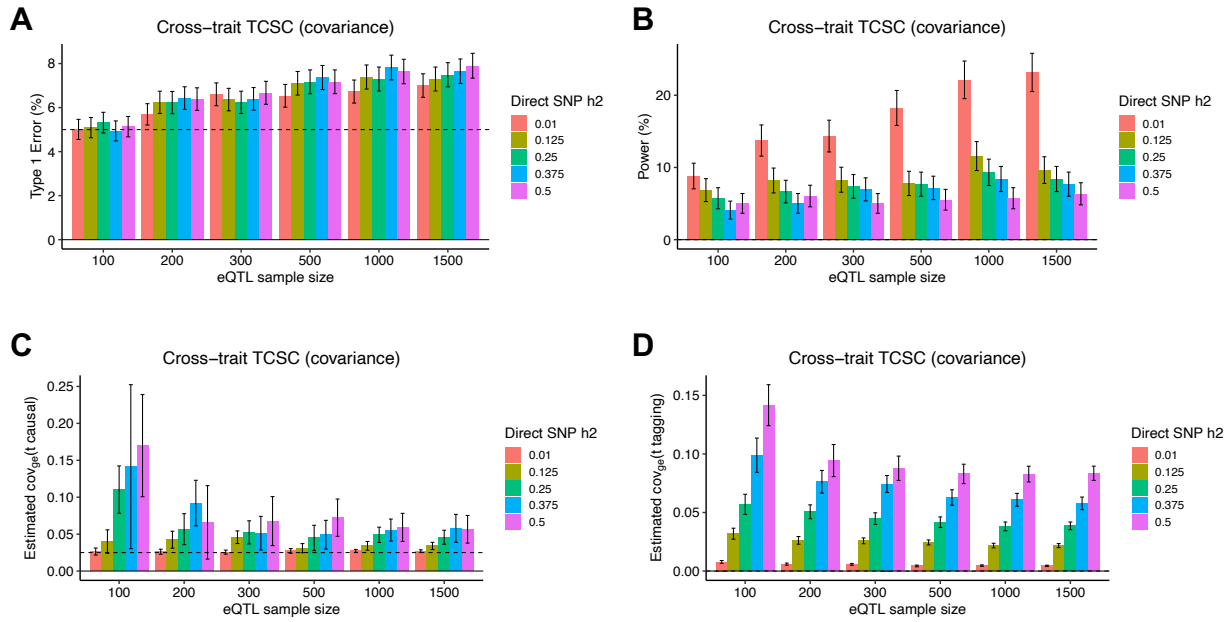 A
Cross−trait TCSC (covariance)
Type 1 Error (%)
8
6
4
2
0
100 200 300 500 1000 1500
eQTL sample size
Direct SNP h2
0.01
0.125
0.25
0.375
0.5
B
Cross−trait TCSC (covariance)
Power (%)
20
10
0
100 200 300 500 1000 1500
eQTL sample size
Direct SNP h2
0.01
0.125
0.25
0.375
0.5
C
Cross−trait TCSC (covariance)
Estimated covge(t causal)
0.25
0.20
0.15
0.10
0.05
0.00
100 200 300 500 1000 1500
eQTL sample size
Direct SNP h2
0.01
0.125
0.25
0.375
0.5
D
Cross−trait TCSC (covariance)
Estimated covge(t tagging)
0.15
0.10
0.05
0.00
100 200 300 500 1000 1500
eQTL sample size
Direct SNP h2
0.01
0.125
0.25
0.375
0.5